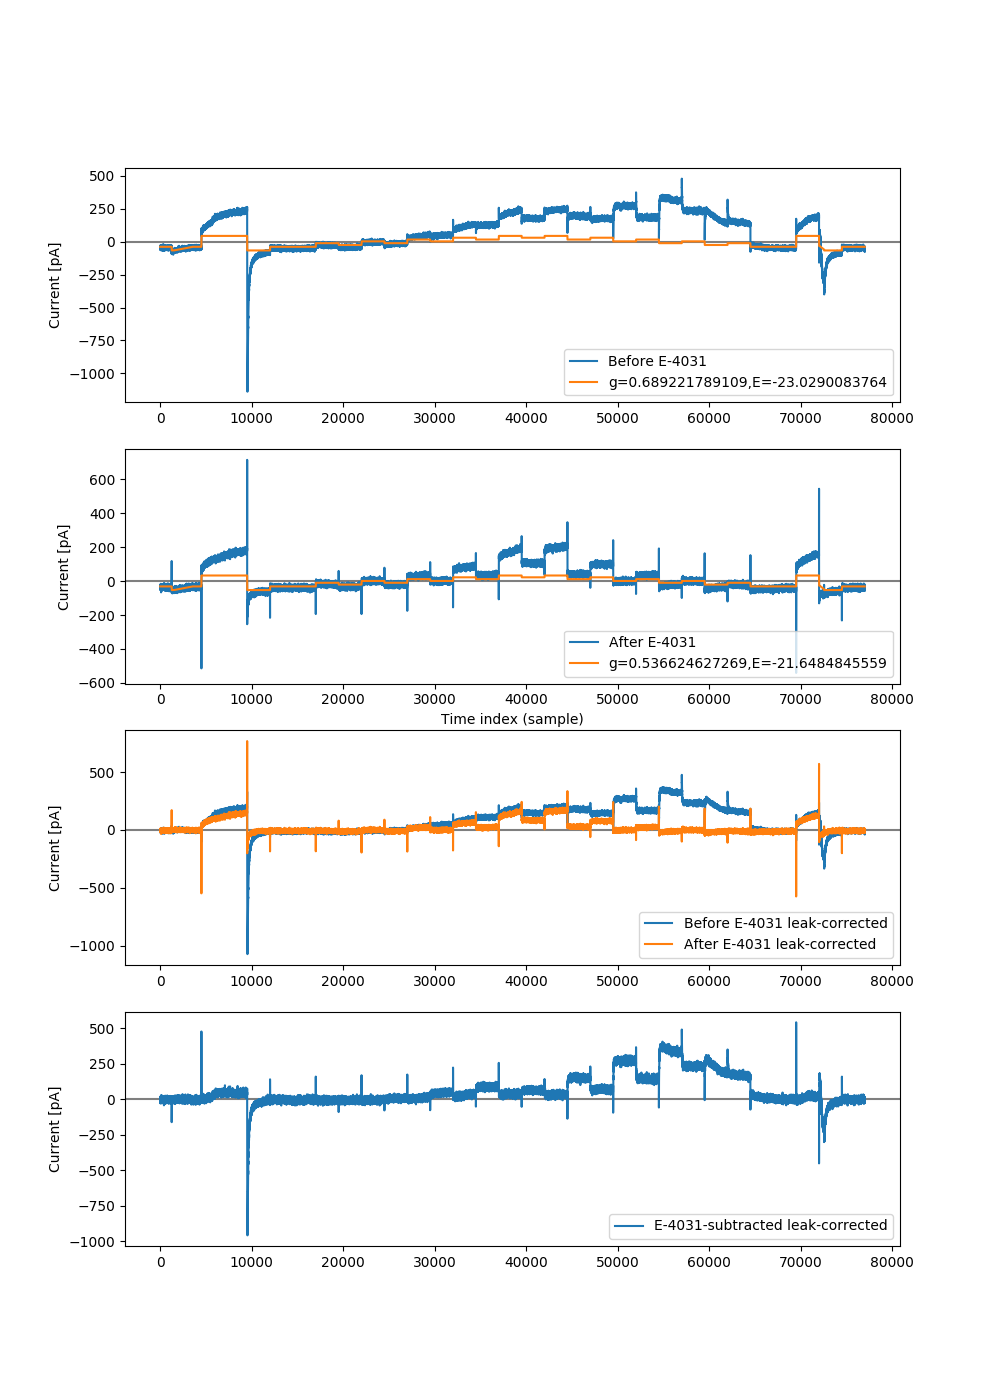 500
250
0
−250
−500
−750
−1000
Current [pA]
Before E-4031
g=0.689221789109,E=-23.0290083764
0 10000 20000 30000 40000 50000 60000 70000 80000
600
400
200
0
−200
−400
−600
Current [pA]
After E-4031
g=0.536624627269,E=-21.6484845559
0 10000 20000 30000 40000 50000 60000 70000 80000
Time index (sample)
500
0
−500
−1000
Current [pA]
Before E-4031 leak-corrected
After E-4031 leak-corrected
0 10000 20000 30000 40000 50000 60000 70000 80000
500
250
0
−250
−500
−750
−1000
Current [pA]
E-4031-subtracted leak-corrected
0 10000 20000 30000 40000 50000 60000 70000 80000